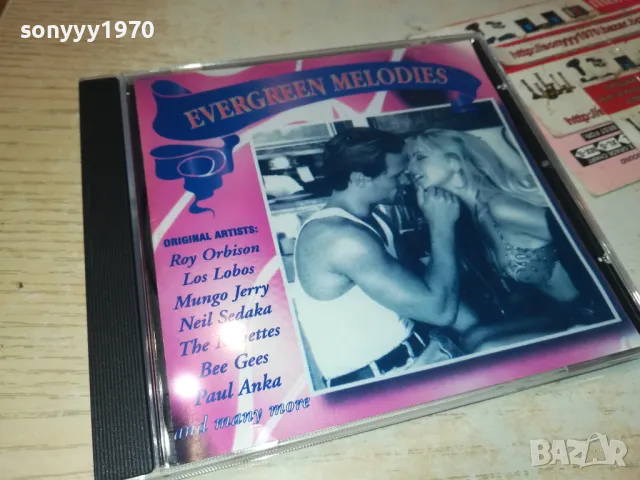 sonyyy1970
EVERGREEN MELODIES
ORIGINAL ARTISTS:
Roy Orbison
Los Lobos
Mungo Jerry
Neil Sedaka
The
Bee Gees
Paul Anka
and many more
BAZAR